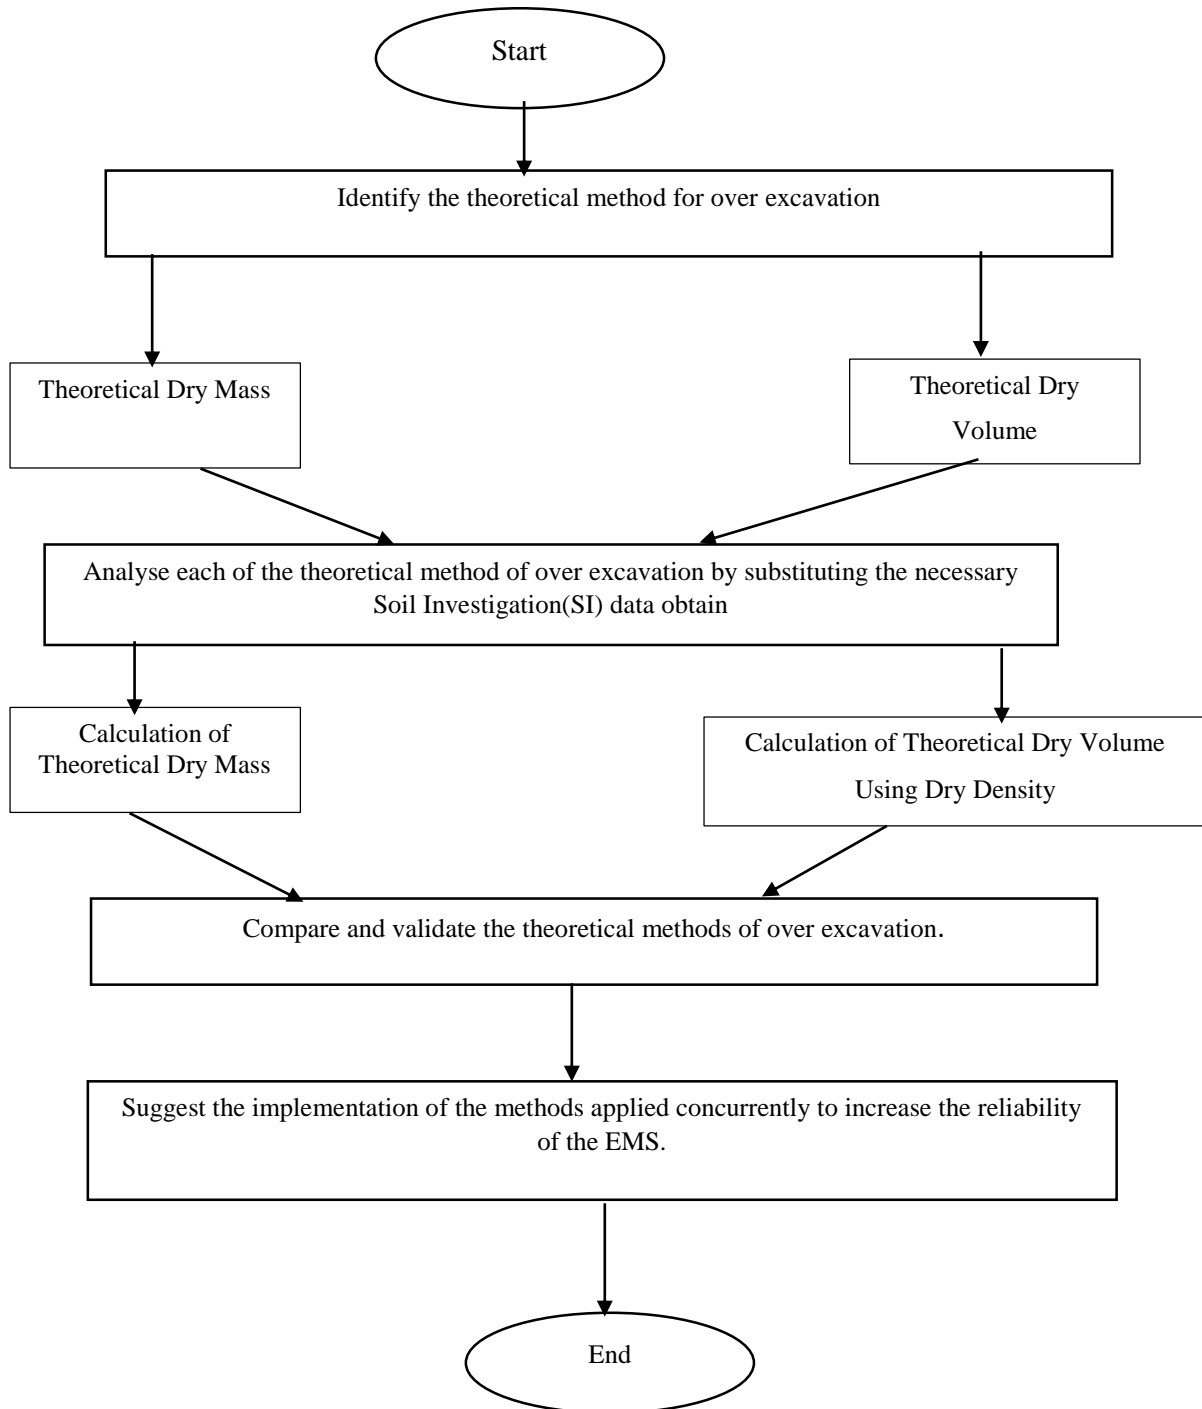 Start
Identify the theoretical method for over excavation
Theoretical Dry Mass
Theoretical Dry
Volume
Analyse each of the theoretical method of over excavation by substituting the necessary
Soil Investigation(SI) data obtain
Calculation of
Theoretical Dry Mass
Calculation of Theoretical Dry Volume
Using Dry Density
Compare and validate the theoretical methods of over excavation.
Suggest the implementation of the methods applied concurrently to increase the reliability
of the EMS.
End